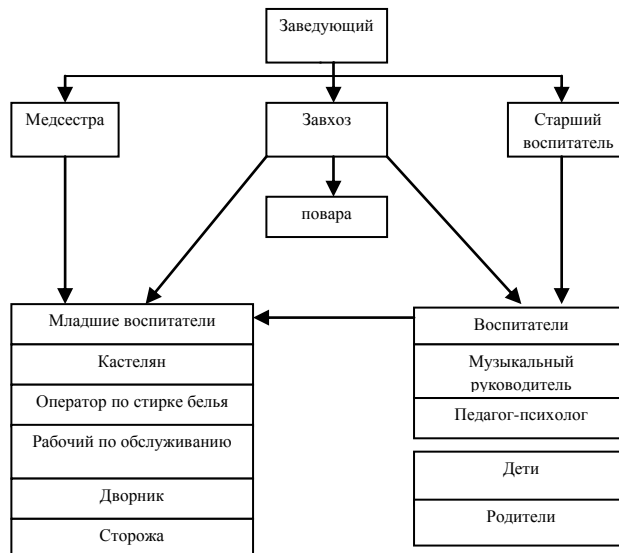 Заведующий
Медсестра
Завхоз
Старший
воспитатель
повара
Младшие воспитатели
Кастелян
Оператор по стирке белья
Рабочий по обслуживанию
Дворник
Сторожа
Воспитатели
Музыкальный
руководитель
Педагог-психолог
Дети
Родители